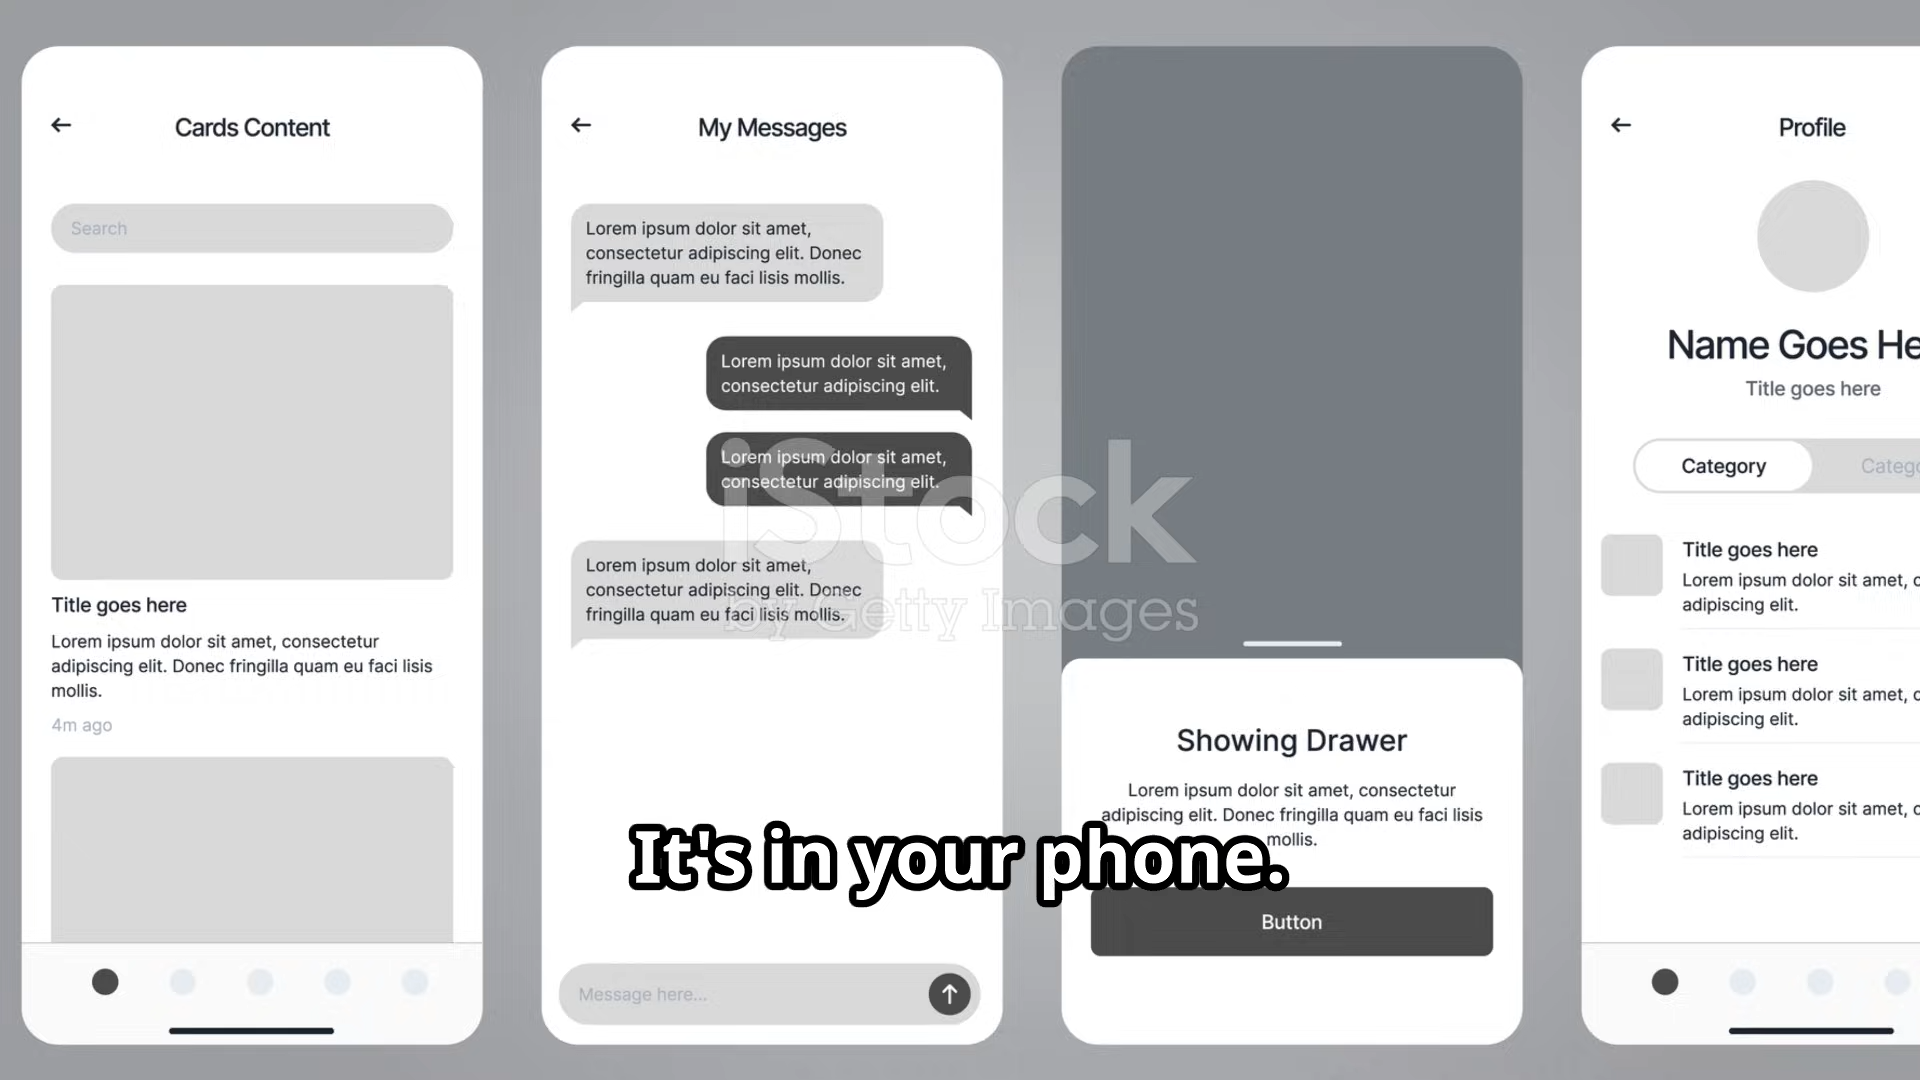 Cards Content
Search
Title goes here
Lorem ipsum dolor sit amet, consectetur
adipiscing elit. Donec fringilla quam eu faci lisis
mollis.
4m ago
My Messages
Lorem ipsum dolor sit amet,
consectetur adipiscing elit. Donec
fringilla quam eu faci lisis mollis.
Lorem ipsum dolor sit amet,
consectetur adipiscing elit.
Lorem ipsum dolor sit amet,
consectetur adipiscing elit.
Lorem ipsum dolor sit amet,
consectetur adipiscing elit. Donec
fringilla quam eu faci lisis mollis.
Message here...
iStock
by Getty Images
Showing Drawer
Lorem ipsum dolor sit amet, consectetur
adipiscing elit. Donec fringilla quam eu faci lisis
mollis.
Button
It's in your phone.
Profile
Name Goes He
Title goes here
Category
Catego
Title goes here
Lorem ipsum dolor sit amet, c
adipiscing elit.
Title goes here
Lorem ipsum dolor sit amet, c
adipiscing elit.
Title goes here
Lorem ipsum dolor sit amet, c
adipiscing elit.